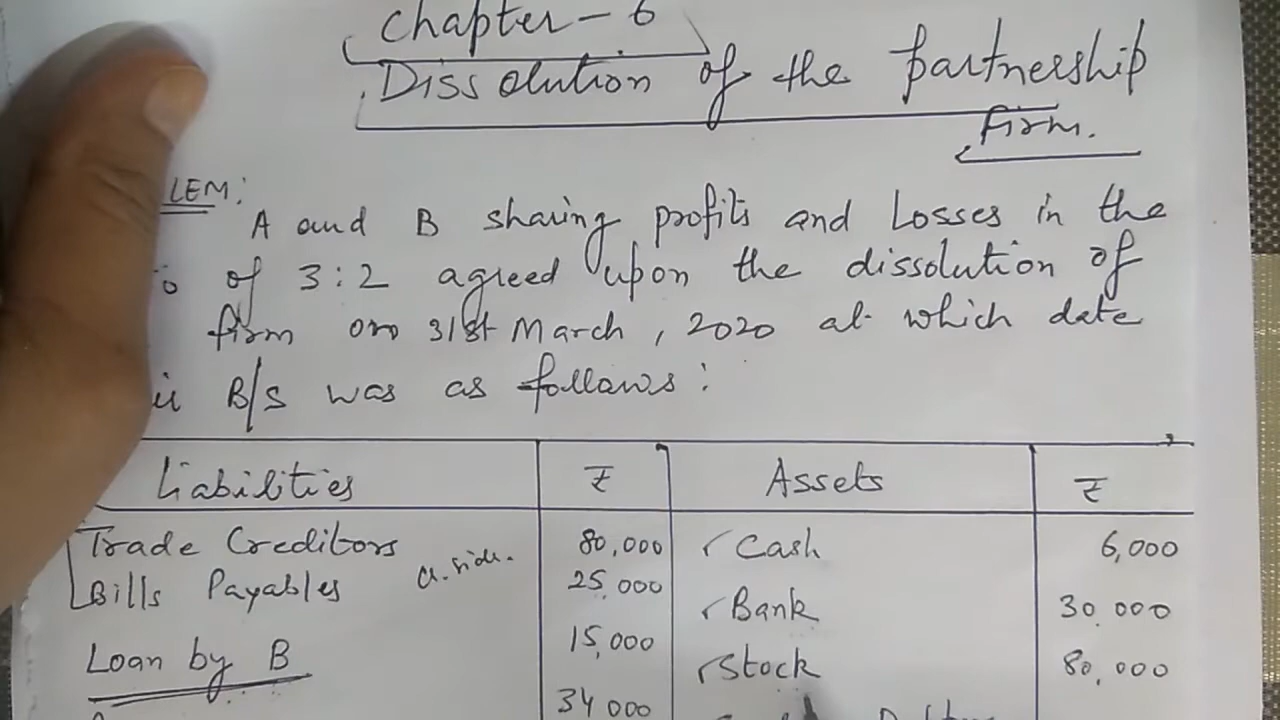 Chapter - 6
Dissolution of the partnership
firm.
LEM:
A and B sharing profits and Losses in the
of 3:2 agreed upon the dissolution of
firm on 31st March, 2020 at which date
B/S was as follows:
Liabilities ₹ Assets ₹
Trade Creditors 80,000 Cash 6,000
Bills Payables 25,000 Bank 30,000
Loan by B 15,000 Stock 80,000
34 000